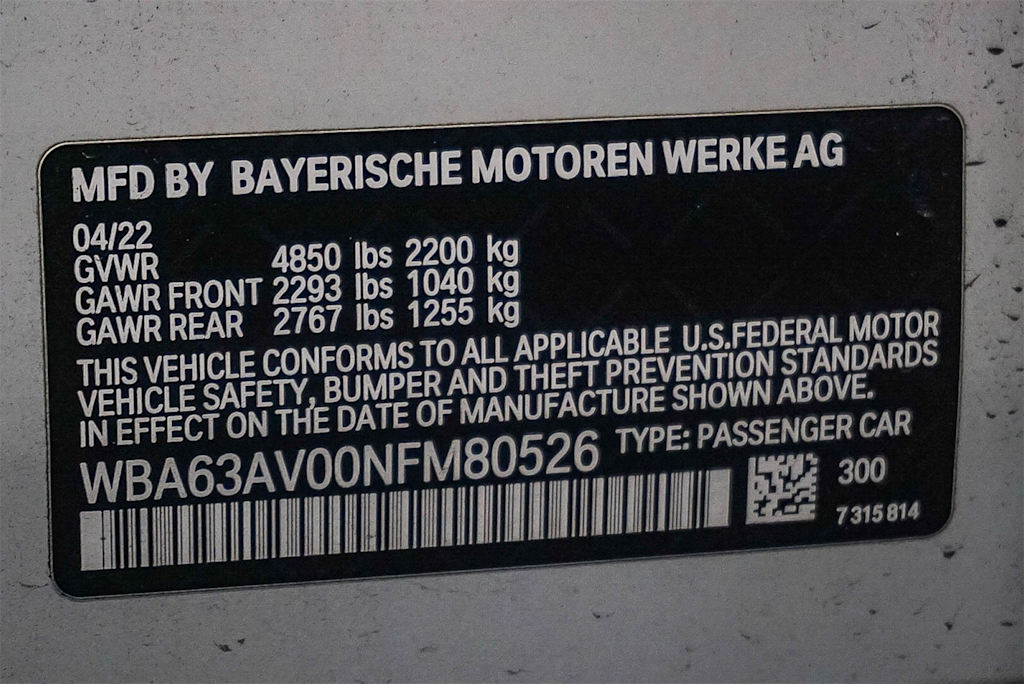 MFD BY BAYERISCHE MOTOREN WERKE AG
04/22
GVWR 4850 lbs 2200 kg
GAWR FRONT 2293 lbs 1040 kg
GAWR REAR 2767 lbs 1255 kg
THIS VEHICLE CONFORMS TO ALL APPLICABLE U.S.FEDERAL MOTOR
VEHICLE SAFETY, BUMPER AND THEFT PREVENTION STANDARDS
IN EFFECT ON THE DATE OF MANUFACTURE SHOWN ABOVE.
WBA63AV00NFM80526 TYPE: PASSENGER CAR
300
7 315 814